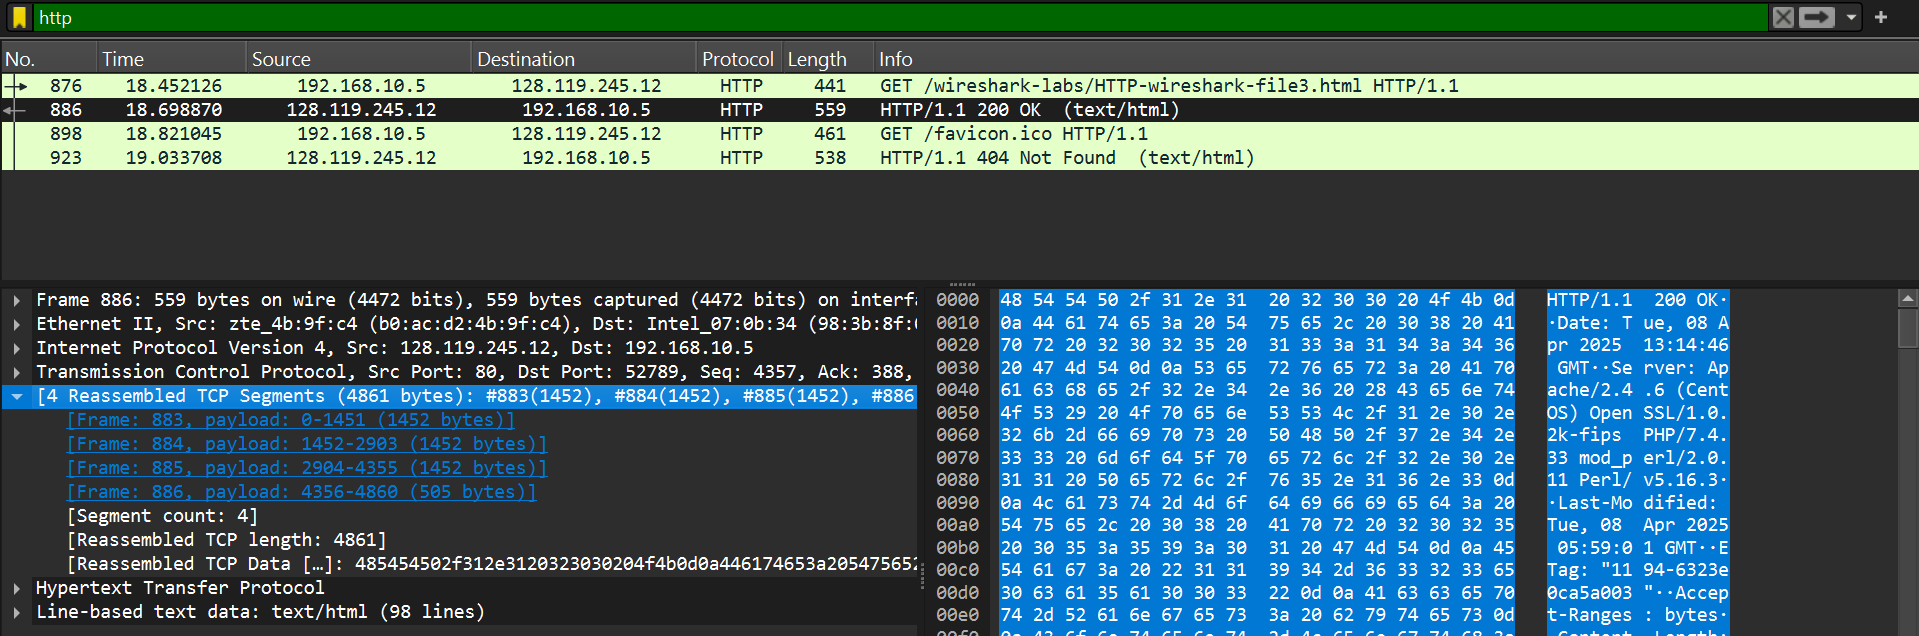 http
No. Time Source Destination Protocol Length Info
876 18.452126 192.168.10.5 128.119.245.12 HTTP 441 GET /wireshark-labs/HTTP-wireshark-file3.html HTTP/1.1
886 18.698870 128.119.245.12 192.168.10.5 HTTP 559 HTTP/1.1 200 OK (text/html)
898 18.821045 192.168.10.5 128.119.245.12 HTTP 461 GET /favicon.ico HTTP/1.1
923 19.033708 128.119.245.12 192.168.10.5 HTTP 538 HTTP/1.1 404 Not Found (text/html)
Frame 886: 559 bytes on wire (4472 bits), 559 bytes captured (4472 bits) on interfa
Ethernet II, Src: zte_4b:9f:c4 (b0:ac:d2:4b:9f:c4), Dst: Intel_07:0b:34 (98:3b:8f:
Internet Protocol Version 4, Src: 128.119.245.12, Dst: 192.168.10.5
Transmission Control Protocol, Src Port: 80, Dst Port: 52789, Seq: 4357, Ack: 388,
[4 Reassembled TCP Segments (4861 bytes): #883(1452), #884(1452), #885(1452), #886
[Frame: 883, payload: 0-1451 (1452 bytes)]
[Frame: 884, payload: 1452-2903 (1452 bytes)]
[Frame: 885, payload: 2904-4355 (1452 bytes)]
[Frame: 886, payload: 4356-4860 (505 bytes)]
[Segment count: 4]
[Reassembled TCP length: 4861]
[Reassembled TCP Data […]: 485454502f312e3120323030204f4b0d0a446174653a205475652
Hypertext Transfer Protocol
Line-based text data: text/html (98 lines)
0000 48 54 54 50 2f 31 2e 31 20 32 30 30 20 4f 4b 0d HTTP/1.1 200 OK·
0010 0a 44 61 74 65 3a 20 54 75 65 2c 20 30 38 20 41 ·Date: T ue, 08 A
0020 70 72 20 32 30 32 35 20 31 33 3a 31 34 3a 34 36 pr 2025 13:14:46
0030 20 47 4d 54 0d 0a 53 65 72 76 65 72 3a 20 41 70 GMT··Se rver: Ap
0040 61 63 68 65 2f 32 2e 34 2e 36 20 28 43 65 6e 74 ache/2.4 .6 (Cent
0050 4f 53 29 20 4f 70 65 6e 53 53 4c 2f 31 2e 30 2e OS) Open SSL/1.0.
0060 32 6b 2d 66 69 70 73 20 50 48 50 2f 37 2e 34 2e 2k-fips PHP/7.4.
0070 33 33 20 6d 6f 64 5f 70 65 72 6c 2f 32 2e 30 2e 33 mod_p erl/2.0.
0080 31 31 20 50 65 72 6c 2f 76 35 2e 31 36 2e 33 0d 11 Perl/ v5.16.3·
0090 0a 4c 61 73 74 2d 4d 6f 64 69 66 69 65 64 3a 20 ·Last-Mo dified:
00a0 54 75 65 2c 20 30 38 20 41 70 72 20 32 30 32 35 Tue, 08 Apr 2025
00b0 20 30 35 3a 35 39 3a 30 31 20 47 4d 54 0d 0a 45 05:59:0 1 GMT··E
00c0 54 61 67 3a 20 22 31 31 39 34 2d 36 33 32 33 65 Tag: "11 94-6323e
00d0 30 63 61 35 61 30 30 33 22 0d 0a 41 63 63 65 70 0ca5a003 "··Accep
00e0 74 2d 52 61 6e 67 65 73 3a 20 62 79 74 65 73 0d t-Ranges : bytes·